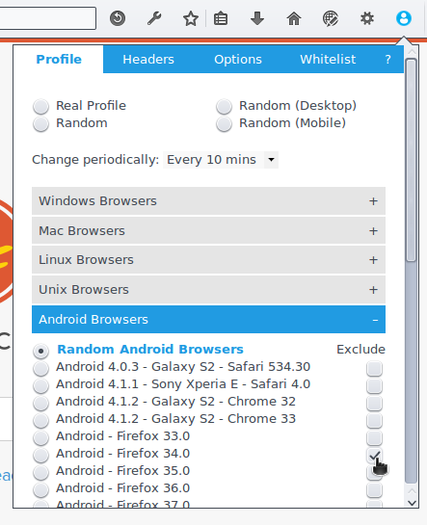 Profile Headers Options Whitelist ?
Real Profile Random (Desktop)
Random Random (Mobile)
Change periodically: Every 10 mins
Windows Browsers +
Mac Browsers +
Linux Browsers +
Unix Browsers +
Android Browsers –
Random Android Browsers Exclude
Android 4.0.3 - Galaxy S2 - Safari 534.30
Android 4.1.1 - Sony Xperia E - Safari 4.0
Android 4.1.2 - Galaxy S2 - Chrome 32
Android 4.1.2 - Galaxy S2 - Chrome 33
Android - Firefox 33.0
Android - Firefox 34.0
Android - Firefox 35.0
Android - Firefox 36.0
Android - Firefox 37.0